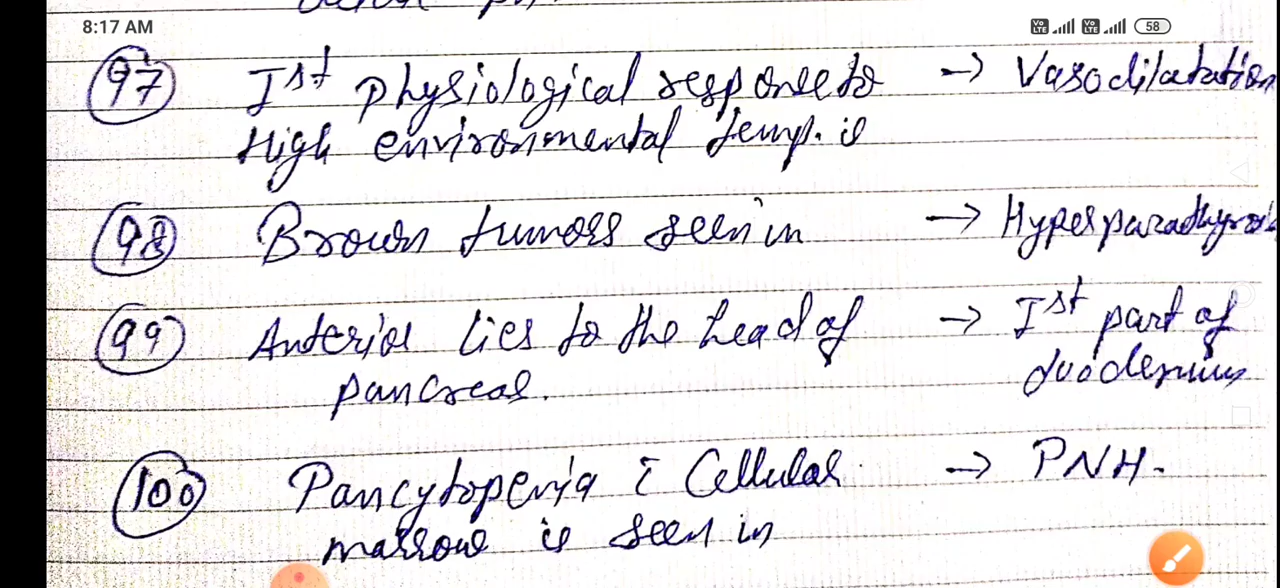 8:17 AM 58
97 Ist physiological response to → Vasodilatation
High environmental temp. is
98 Brown tumors seen in → Hyperparathyroi
99 Anterior lies to the head of → Ist part of
pancreas. duodenum
100 Pancytopenia c̄ Cellular → PNH.
marrow is seen in